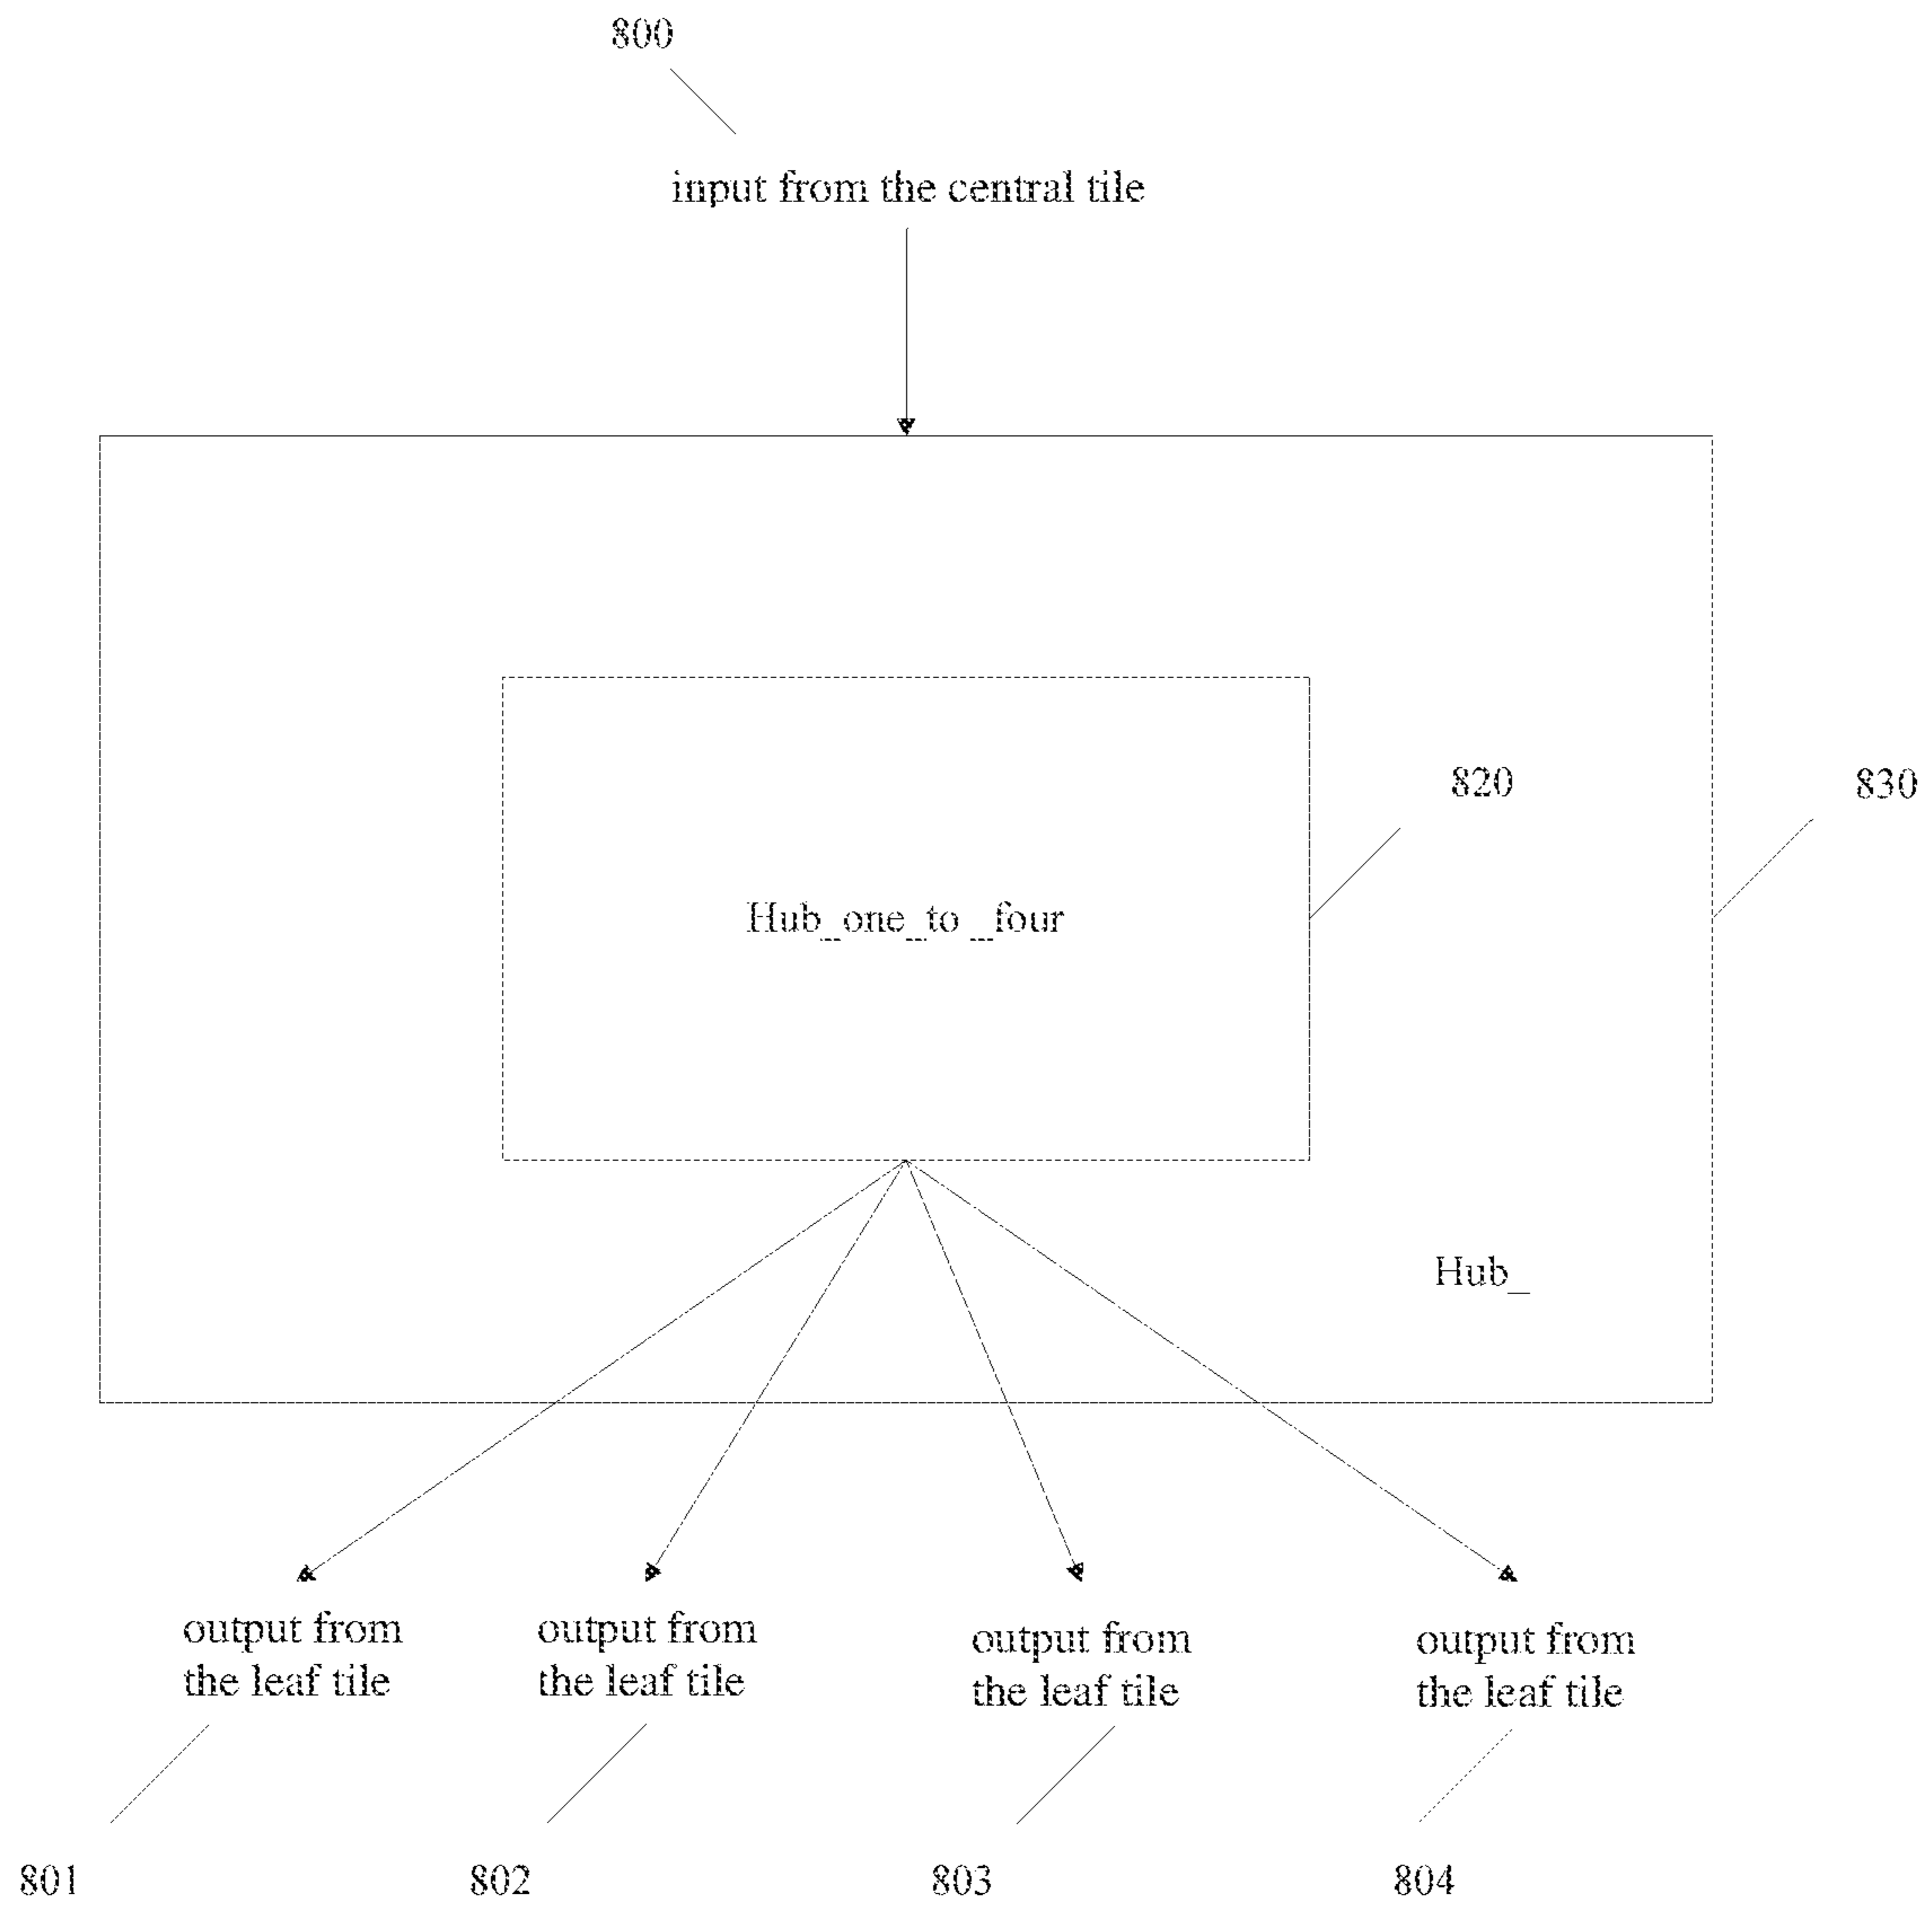 800
input from the central tile
820
830
Hub_one_to _four
Hub_
output from
the leaf tile
output from
the leaf tile
output from
the leaf tile
output from
the leaf tile
801
802
803
804